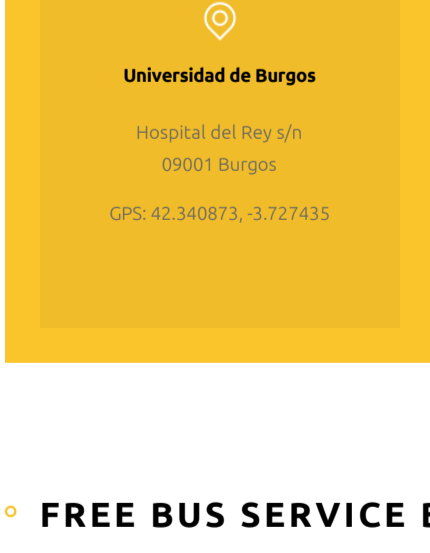 Universidad de Burgos
Hospital del Rey s/n
09001 Burgos
GPS: 42.340873, -3.727435
FREE BUS SERVICE